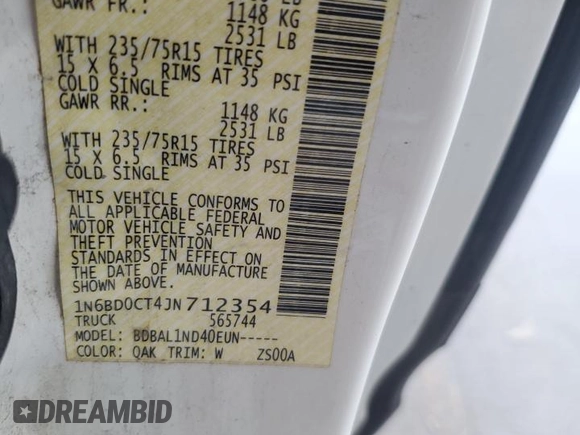 GAWR FR.: LB
1148 KG
2531 LB
WITH 235/75R15 TIRES
15 X 6.5 RIMS AT 35 PSI
COLD SINGLE
GAWR RR.: 1148 KG
2531 LB
WITH 235/75R15 TIRES
15 X 6.5 RIMS AT 35 PSI
COLD SINGLE
THIS VEHICLE CONFORMS TO
ALL APPLICABLE FEDERAL
MOTOR VEHICLE SAFETY AND
THEFT PREVENTION
STANDARDS IN EFFECT ON
THE DATE OF MANUFACTURE
SHOWN ABOVE.
1N6BD0CT4JN712354
TRUCK 565744
MODEL: BDBAL1ND40EUN-----
COLOR: QAK TRIM: W ZS00A
DREAMBID